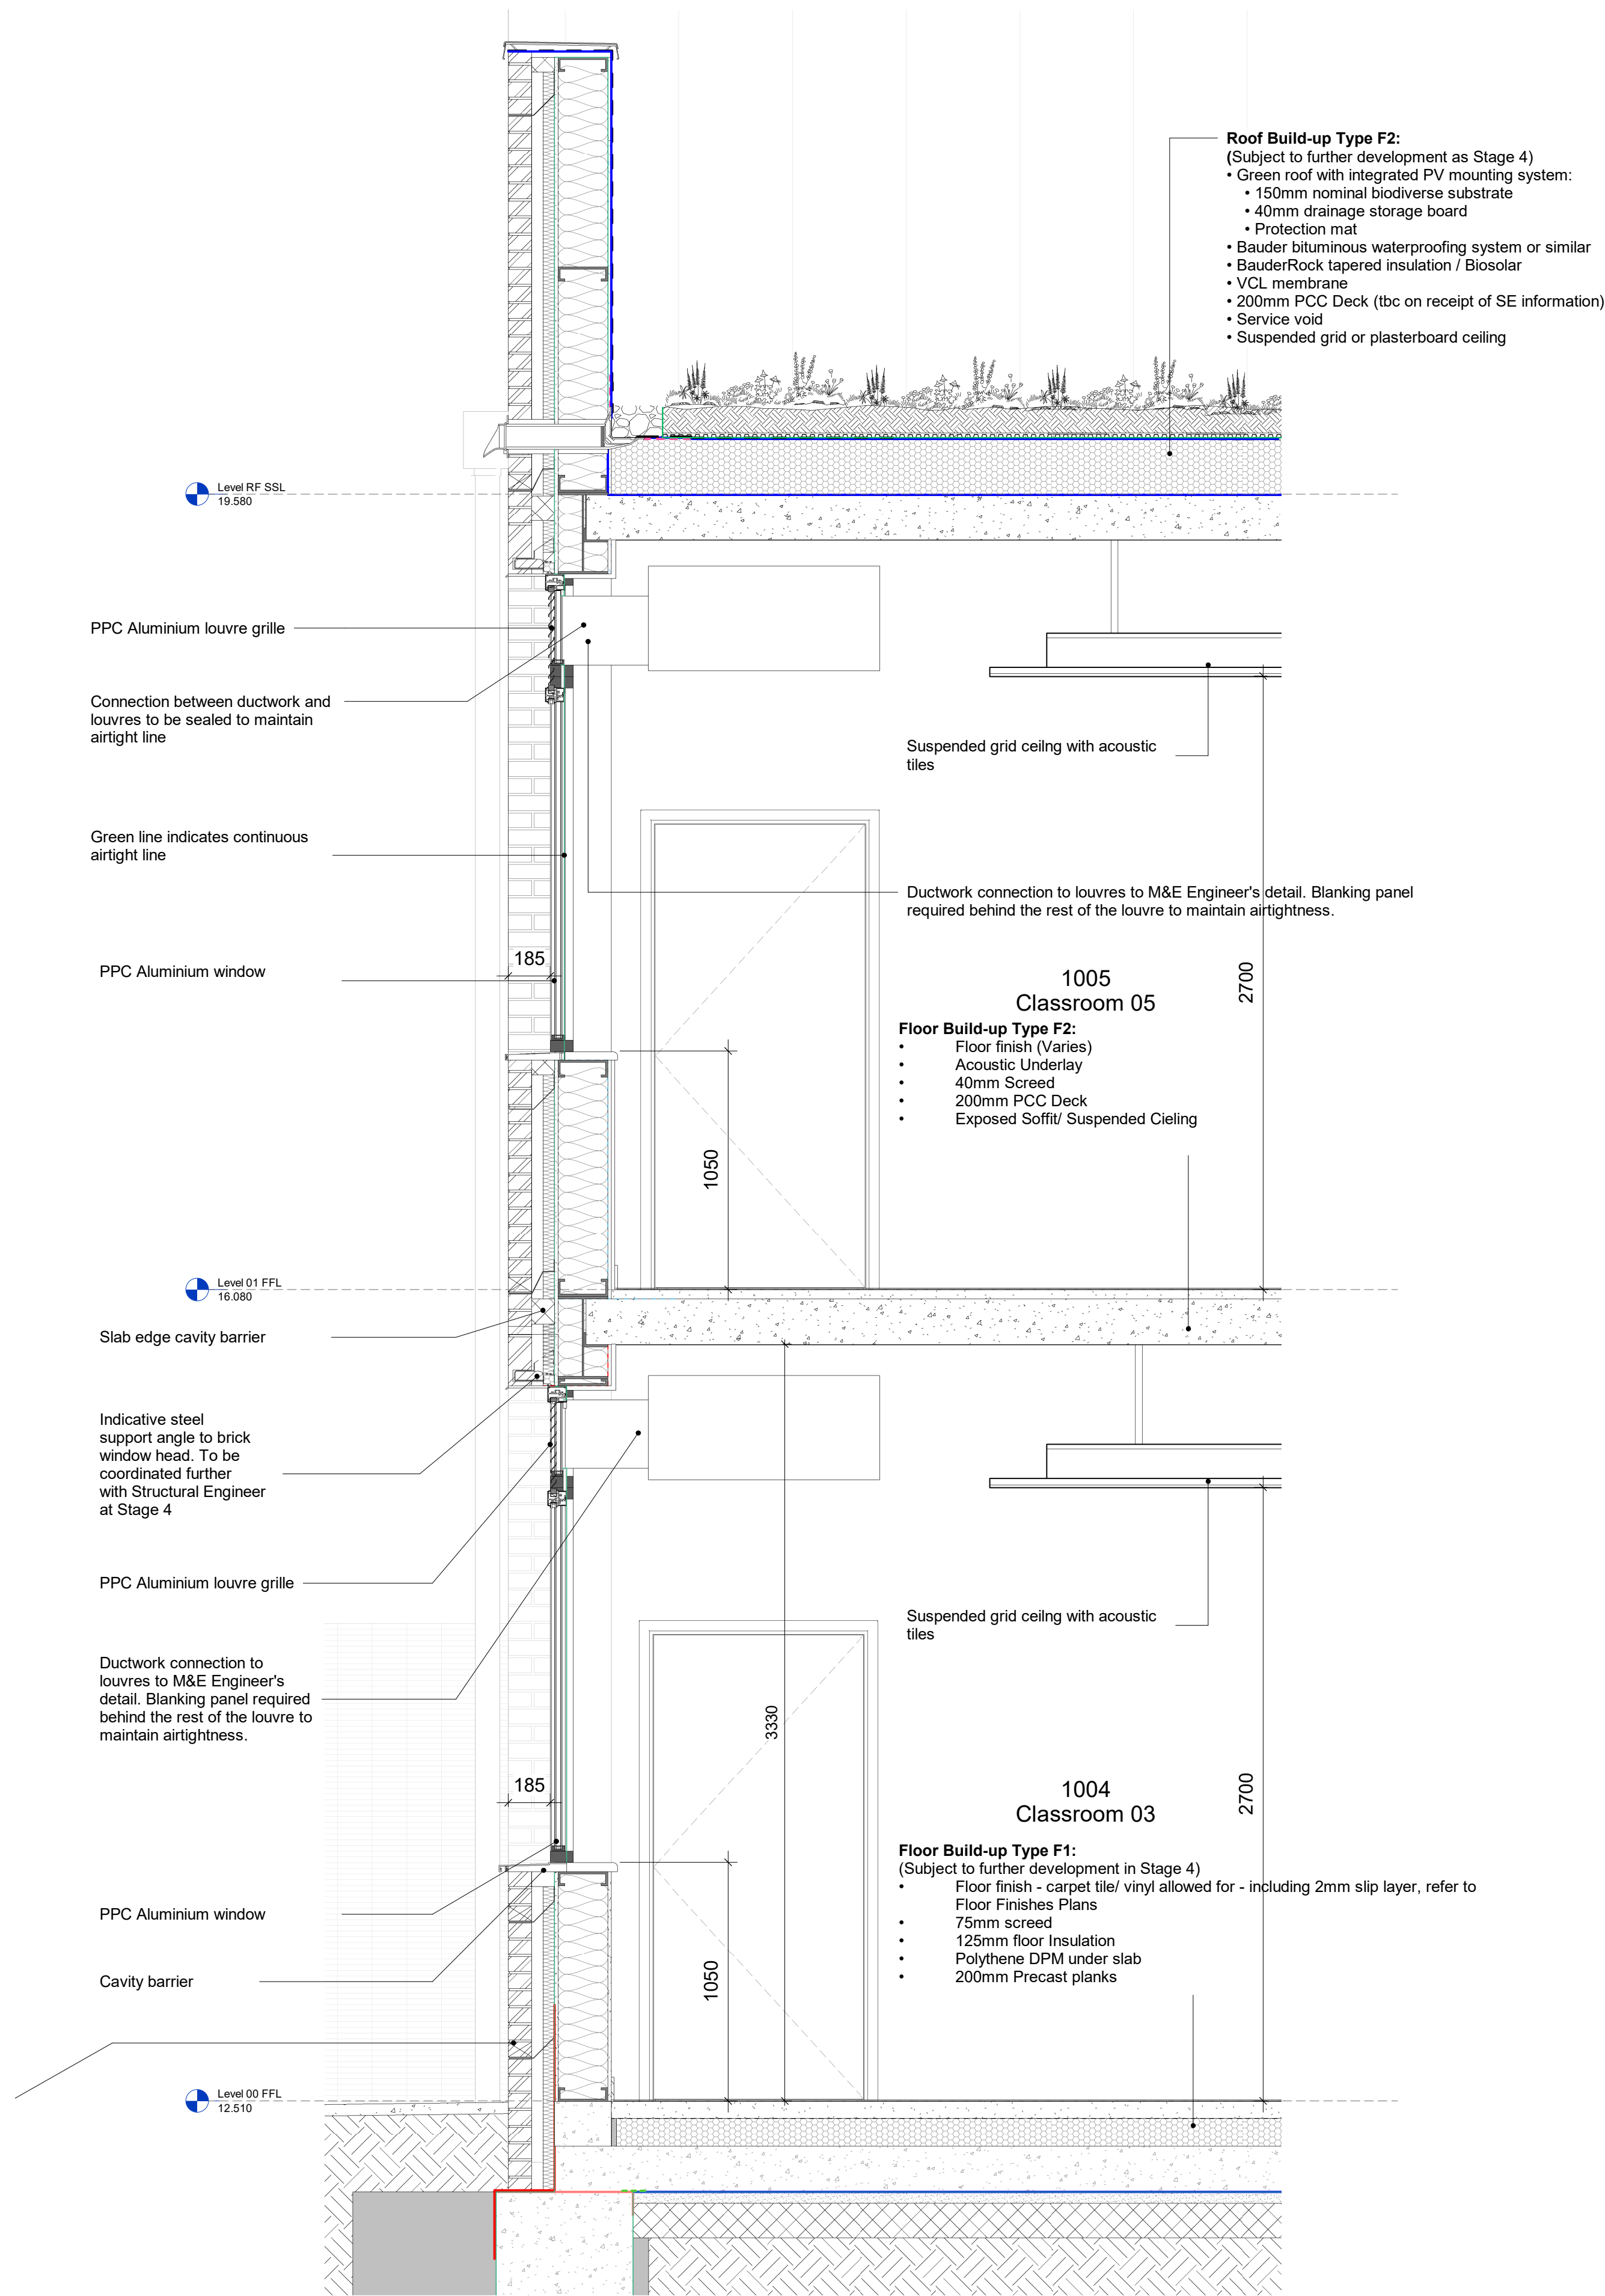 Roof Build-up Type F2:
(Subject to further development as Stage 4)
• Green roof with integrated PV mounting system:
• 150mm nominal biodiverse substrate
• 40mm drainage storage board
• Protection mat
• Bauder bituminous waterproofing system or similar
• BauderRock tapered insulation / Biosolar
• VCL membrane
• 200mm PCC Deck (tbc on receipt of SE information)
• Service void
• Suspended grid or plasterboard ceiling
Level RF SSL
19.580
PPC Aluminium louvre grille
Connection between ductwork and
louvres to be sealed to maintain
airtight line
Suspended grid ceilng with acoustic
tiles
Green line indicates continuous
airtight line
Ductwork connection to louvres to M&E Engineer's detail. Blanking panel
required behind the rest of the louvre to maintain airtightness.
PPC Aluminium window
185
2700
1005
Classroom 05
Floor Build-up Type F2:
• Floor finish (Varies)
• Acoustic Underlay
• 40mm Screed
• 200mm PCC Deck
• Exposed Soffit/ Suspended Cieling
1050
Level 01 FFL
16.080
Slab edge cavity barrier
Indicative steel
support angle to brick
window head. To be
coordinated further
with Structural Engineer
at Stage 4
PPC Aluminium louvre grille
Suspended grid ceilng with acoustic
tiles
Ductwork connection to
louvres to M&E Engineer's
detail. Blanking panel required
behind the rest of the louvre to
maintain airtightness.
3330
185
2700
1004
Classroom 03
Floor Build-up Type F1:
(Subject to further development in Stage 4)
• Floor finish - carpet tile/ vinyl allowed for - including 2mm slip layer, refer to
Floor Finishes Plans
• 75mm screed
• 125mm floor Insulation
• Polythene DPM under slab
• 200mm Precast planks
PPC Aluminium window
Cavity barrier
1050
Level 00 FFL
12.510